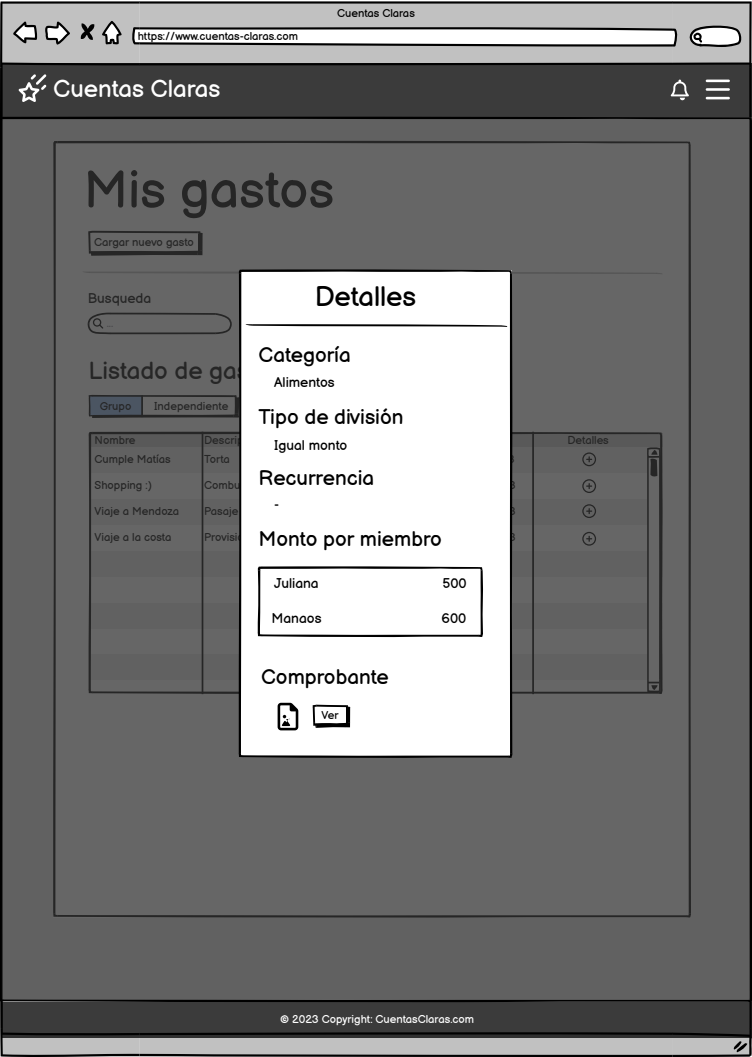 Cuentas Claras
https://www.cuentas-claras.com
Cuentas Claras
Mis gastos
Cargar nuevo gasto
Busqueda
...
Listado de gas
Grupo Independiente
Nombre Descrip Detalles
Cumple Matías Torta
Shopping :) Combu
Viaje a Mendoza Pasaje
Viaje a la costa Provisi
Detalles
Categoría
Alimentos
Tipo de división
Igual monto
Recurrencia
-
Monto por miembro
Juliana 500
Manaos 600
Comprobante
Ver
© 2023 Copyright: CuentasClaras.com